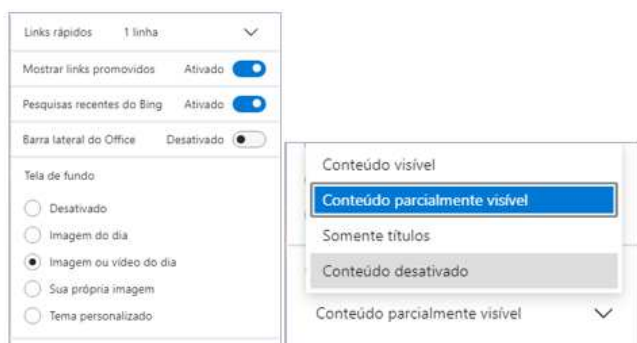 Links rápidos 1 linha
Mostrar links promovidos Ativado
Pesquisas recentes do Bing Ativado
Barra lateral do Office Desativado
Tela de fundo
Desativado
Imagem do dia
Imagem ou vídeo do dia
Sua própria imagem
Tema personalizado
Conteúdo visível
Conteúdo parcialmente visível
Somente títulos
Conteúdo desativado
Conteúdo parcialmente visível